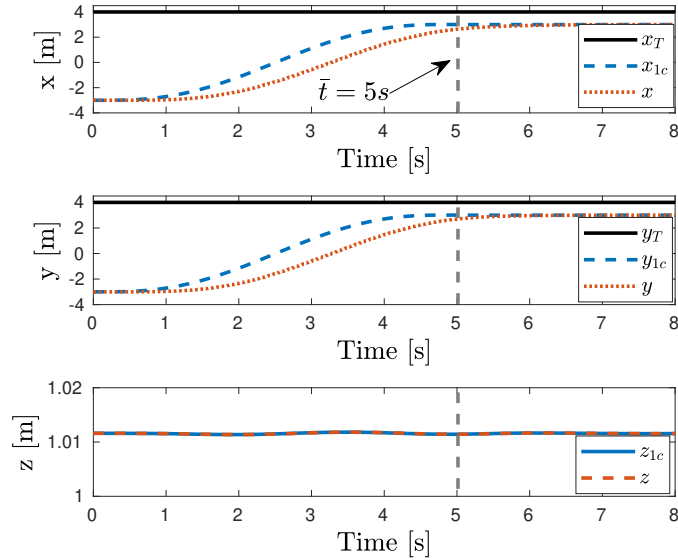 4
2
0
-2
-4
x [m]
x_T
x_{1c}
x
t̄ = 5s
0 1 2 3 4 5 6 7 8
Time [s]
4
2
0
-2
-4
y [m]
y_T
y_{1c}
y
0 1 2 3 4 5 6 7 8
Time [s]
1.02
1.01
1
z [m]
z_{1c}
z
0 1 2 3 4 5 6 7 8
Time [s]